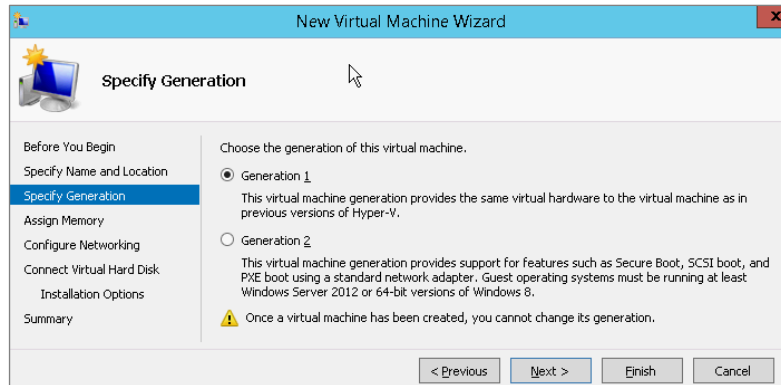 New Virtual Machine Wizard
x
Specify Generation
Before You Begin
Specify Name and Location
Specify Generation
Assign Memory
Configure Networking
Connect Virtual Hard Disk
Installation Options
Summary
Choose the generation of this virtual machine.
Generation 1
This virtual machine generation provides the same virtual hardware to the virtual machine as in
previous versions of Hyper-V.
Generation 2
This virtual machine generation provides support for features such as Secure Boot, SCSI boot, and
PXE boot using a standard network adapter. Guest operating systems must be running at least
Windows Server 2012 or 64-bit versions of Windows 8.
Once a virtual machine has been created, you cannot change its generation.
< Previous Next > Finish Cancel